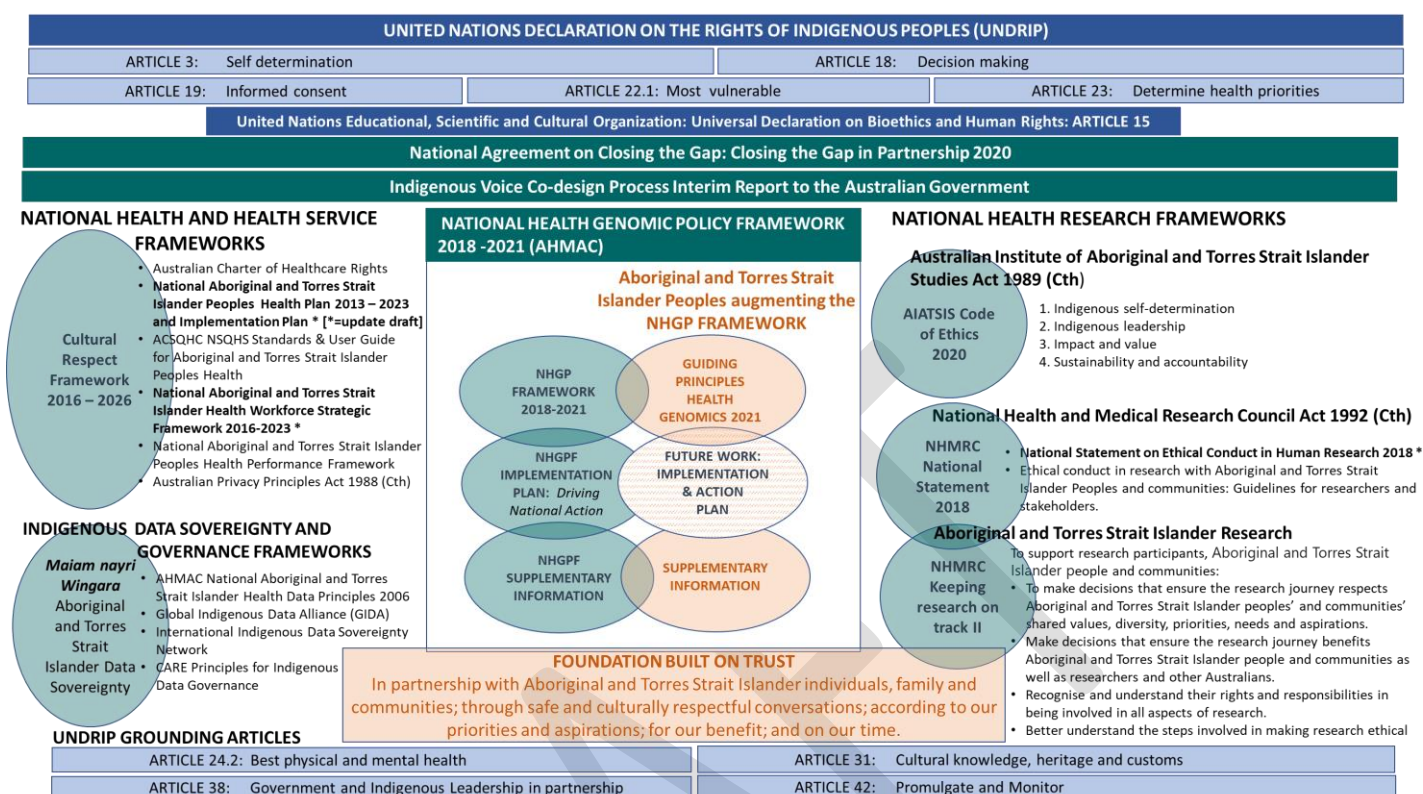 UNITED NATIONS DECLARATION ON THE RIGHTS OF INDIGENOUS PEOPLES (UNDRIP)
ARTICLE 3: Self determination
ARTICLE 18: Decision making
ARTICLE 19: Informed consent
ARTICLE 22.1: Most vulnerable
ARTICLE 23: Determine health priorities
United Nations Educational, Scientific and Cultural Organization: Universal Declaration on Bioethics and Human Rights: ARTICLE 15
National Agreement on Closing the Gap: Closing the Gap in Partnership 2020
Indigenous Voice Co-design Process Interim Report to the Australian Government
NATIONAL HEALTH AND HEALTH SERVICE
FRAMEWORKS
Cultural
Respect
Framework
2016 – 2026
• Australian Charter of Healthcare Rights
• National Aboriginal and Torres Strait
Islander Peoples Health Plan 2013 – 2023
and Implementation Plan * [*=update draft]
• ACSQHC NSQHS Standards & User Guide
for Aboriginal and Torres Strait Islander
Peoples Health
• National Aboriginal and Torres Strait
Islander Health Workforce Strategic
Framework 2016-2023 *
• National Aboriginal and Torres Strait Islander
Peoples Health Performance Framework
• Australian Privacy Principles Act 1988 (Cth)
INDIGENOUS DATA SOVEREIGNTY AND
GOVERNANCE FRAMEWORKS
Maiam nayri
Wingara
Aboriginal
and Torres
Strait
Islander Data
Sovereignty
• AHMAC National Aboriginal and Torres
Strait Islander Health Data Principles 2006
• Global Indigenous Data Alliance (GIDA)
• International Indigenous Data Sovereignty
Network
• CARE Principles for Indigenous
Data Governance
NATIONAL HEALTH GENOMIC POLICY FRAMEWORK
2018 -2021 (AHMAC)
Aboriginal and Torres Strait
Islander Peoples augmenting the
NHGP FRAMEWORK
NHGP
FRAMEWORK
2018-2021
GUIDING
PRINCIPLES
HEALTH
GENOMICS 2021
NHGPF
IMPLEMENTATION
PLAN: Driving
National Action
FUTURE WORK:
IMPLEMENTATION
& ACTION
PLAN
NHGPF
SUPPLEMENTARY
INFORMATION
SUPPLEMENTARY
INFORMATION
FOUNDATION BUILT ON TRUST
In partnership with Aboriginal and Torres Strait Islander individuals, family and
communities; through safe and culturally respectful conversations; according to our
priorities and aspirations; for our benefit; and on our time.
NATIONAL HEALTH RESEARCH FRAMEWORKS
Australian Institute of Aboriginal and Torres Strait Islander
Studies Act 1989 (Cth)
AIATSIS Code
of Ethics
2020
1. Indigenous self-determination
2. Indigenous leadership
3. Impact and value
4. Sustainability and accountability
National Health and Medical Research Council Act 1992 (Cth)
NHMRC
National
Statement
2018
• National Statement on Ethical Conduct in Human Research 2018 *
• Ethical conduct in research with Aboriginal and Torres Strait
Islander Peoples and communities: Guidelines for researchers and
stakeholders.
Aboriginal and Torres Strait Islander Research
NHMRC
Keeping
research on
track II
To support research participants, Aboriginal and Torres Strait
Islander people and communities:
• To make decisions that ensure the research journey respects
Aboriginal and Torres Strait Islander peoples' and communities'
shared values, diversity, priorities, needs and aspirations.
• Make decisions that ensure the research journey benefits
Aboriginal and Torres Strait Islander people and communities as
well as researchers and other Australians.
• Recognise and understand their rights and responsibilities in
being involved in all aspects of research.
• Better understand the steps involved in making research ethical
UNDRIP GROUNDING ARTICLES
ARTICLE 24.2: Best physical and mental health
ARTICLE 31: Cultural knowledge, heritage and customs
ARTICLE 38: Government and Indigenous Leadership in partnership
ARTICLE 42: Promulgate and Monitor